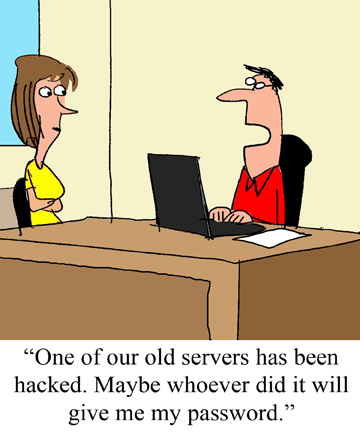 “One of our old servers has been
hacked. Maybe whoever did it will
give me my password.”